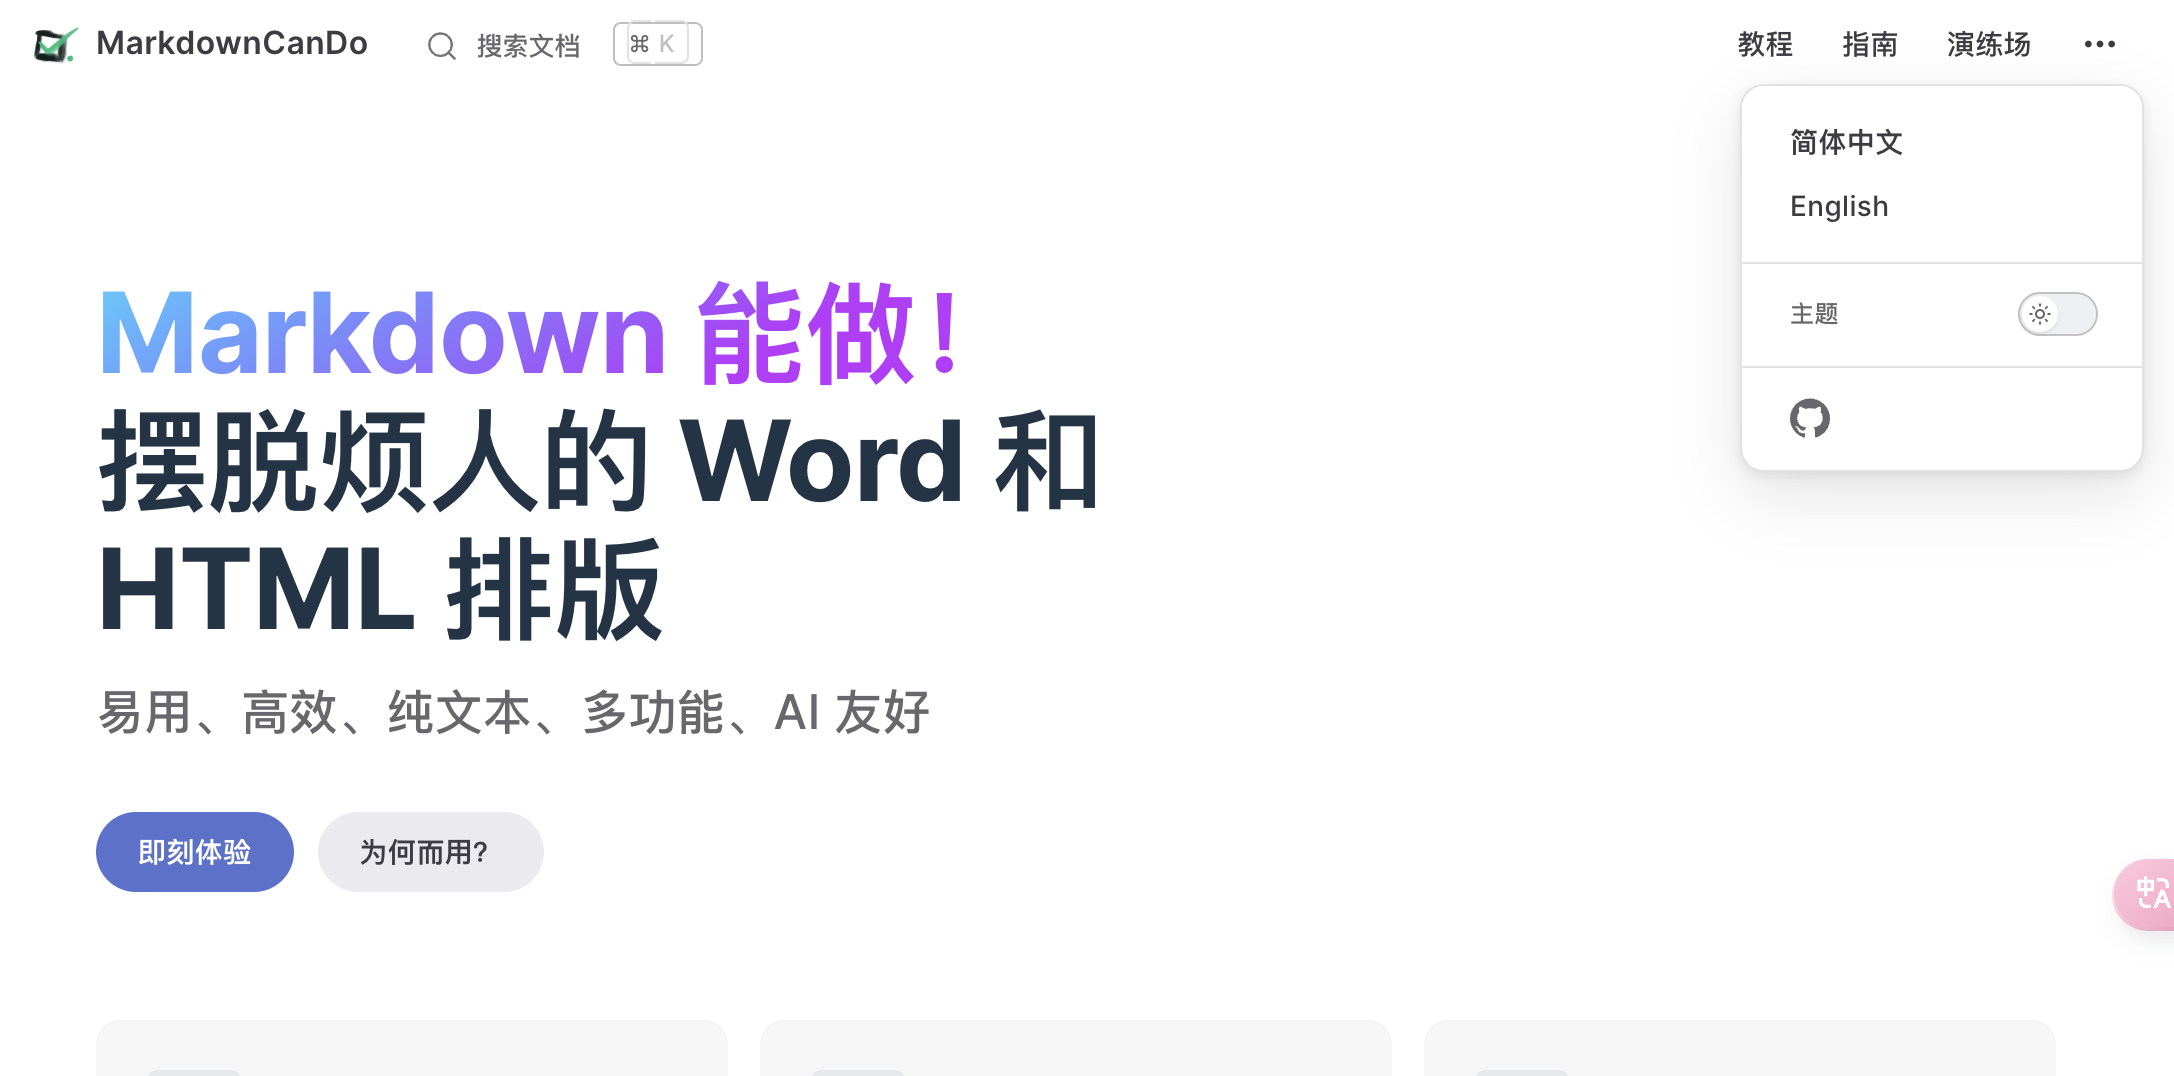 MarkdownCanDo
搜索文档
⌘ K
教程
指南
演练场
简体中文
English
主题
Markdown 能做！
摆脱烦人的 Word 和
HTML 排版
易用、高效、纯文本、多功能、AI 友好
即刻体验
为何而用?
中A